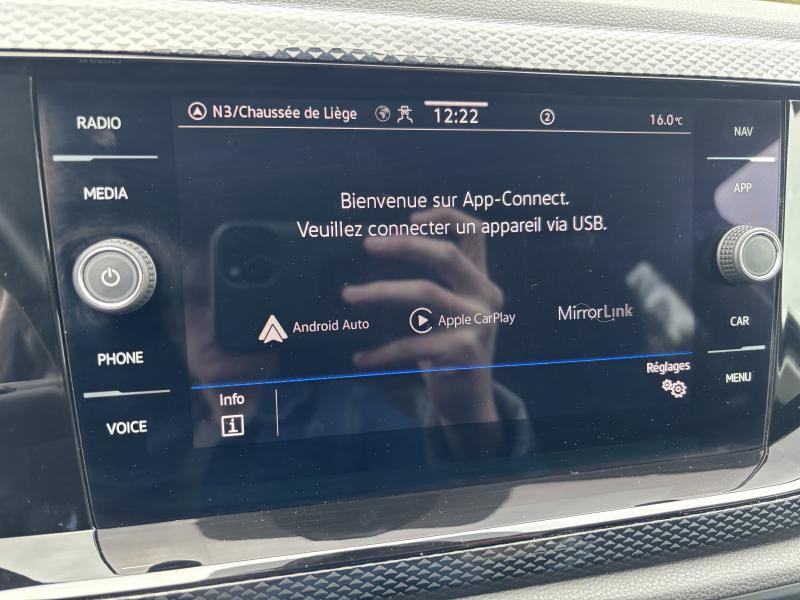 RADIO
MEDIA
PHONE
VOICE
N3/Chaussée de Liège
12:22
2
16.0°C
Bienvenue sur App-Connect.
Veuillez connecter un appareil via USB.
Android Auto
Apple CarPlay
MirrorLink
Info
i
Réglages
NAV
APP
CAR
MENU